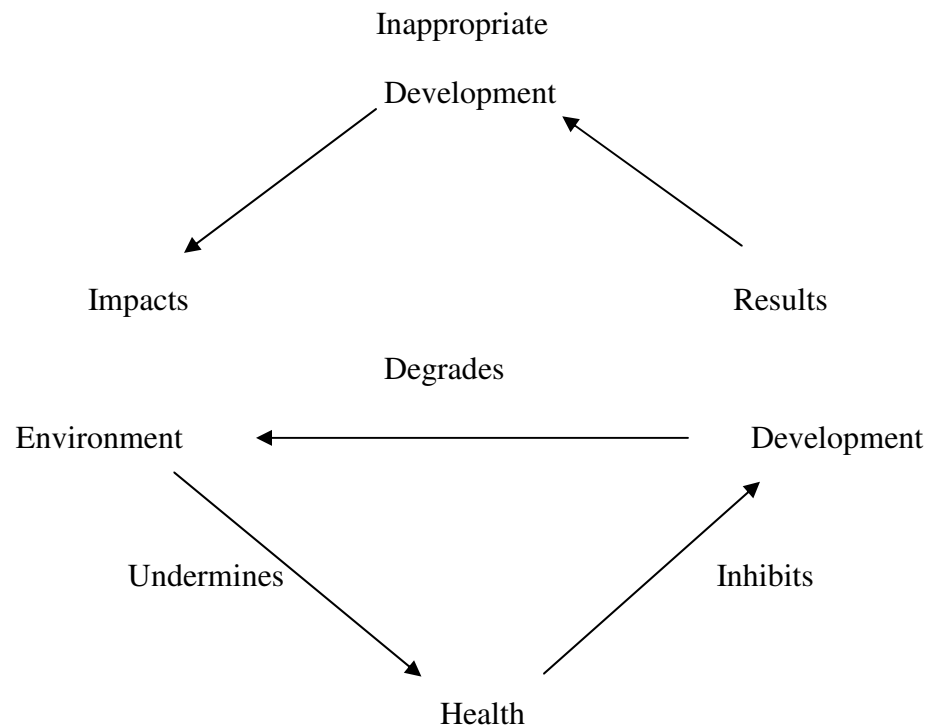 Inappropriate
Development
Impacts
Results
Degrades
Environment
Development
Undermines
Inhibits
Health